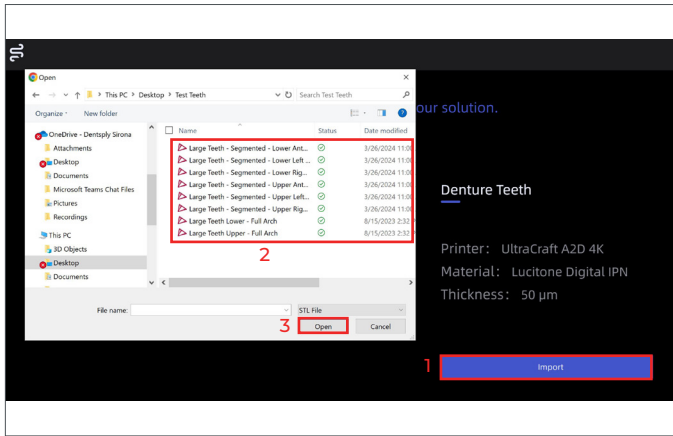 Open
This PC > Desktop > Test Teeth
Search Test Teeth
Organize
New folder
OneDrive - Dentsply Sirona
Attachments
Desktop
Documents
Microsoft Teams Chat Files
Pictures
Recordings
This PC
3D Objects
Desktop
Documents
Name Status Date modified
Large Teeth - Segmented - Lower Ant... 3/26/2024 11:0
Large Teeth - Segmented - Lower Left ... 3/26/2024 11:0
Large Teeth - Segmented - Lower Rig... 3/26/2024 11:0
Large Teeth - Segmented - Upper Ant... 3/26/2024 11:0
Large Teeth - Segmented - Upper Left... 3/26/2024 11:0
Large Teeth - Segmented - Upper Rig... 3/26/2024 11:0
Large Teeth Lower - Full Arch 8/15/2023 2:32
Large Teeth Upper - Full Arch 8/15/2023 2:32
2
File name:
STL File
3
Open
Cancel
our solution.
Denture Teeth
Printer: UltraCraft A2D 4K
Material: Lucitone Digital IPN
Thickness: 50 μm
1
Import